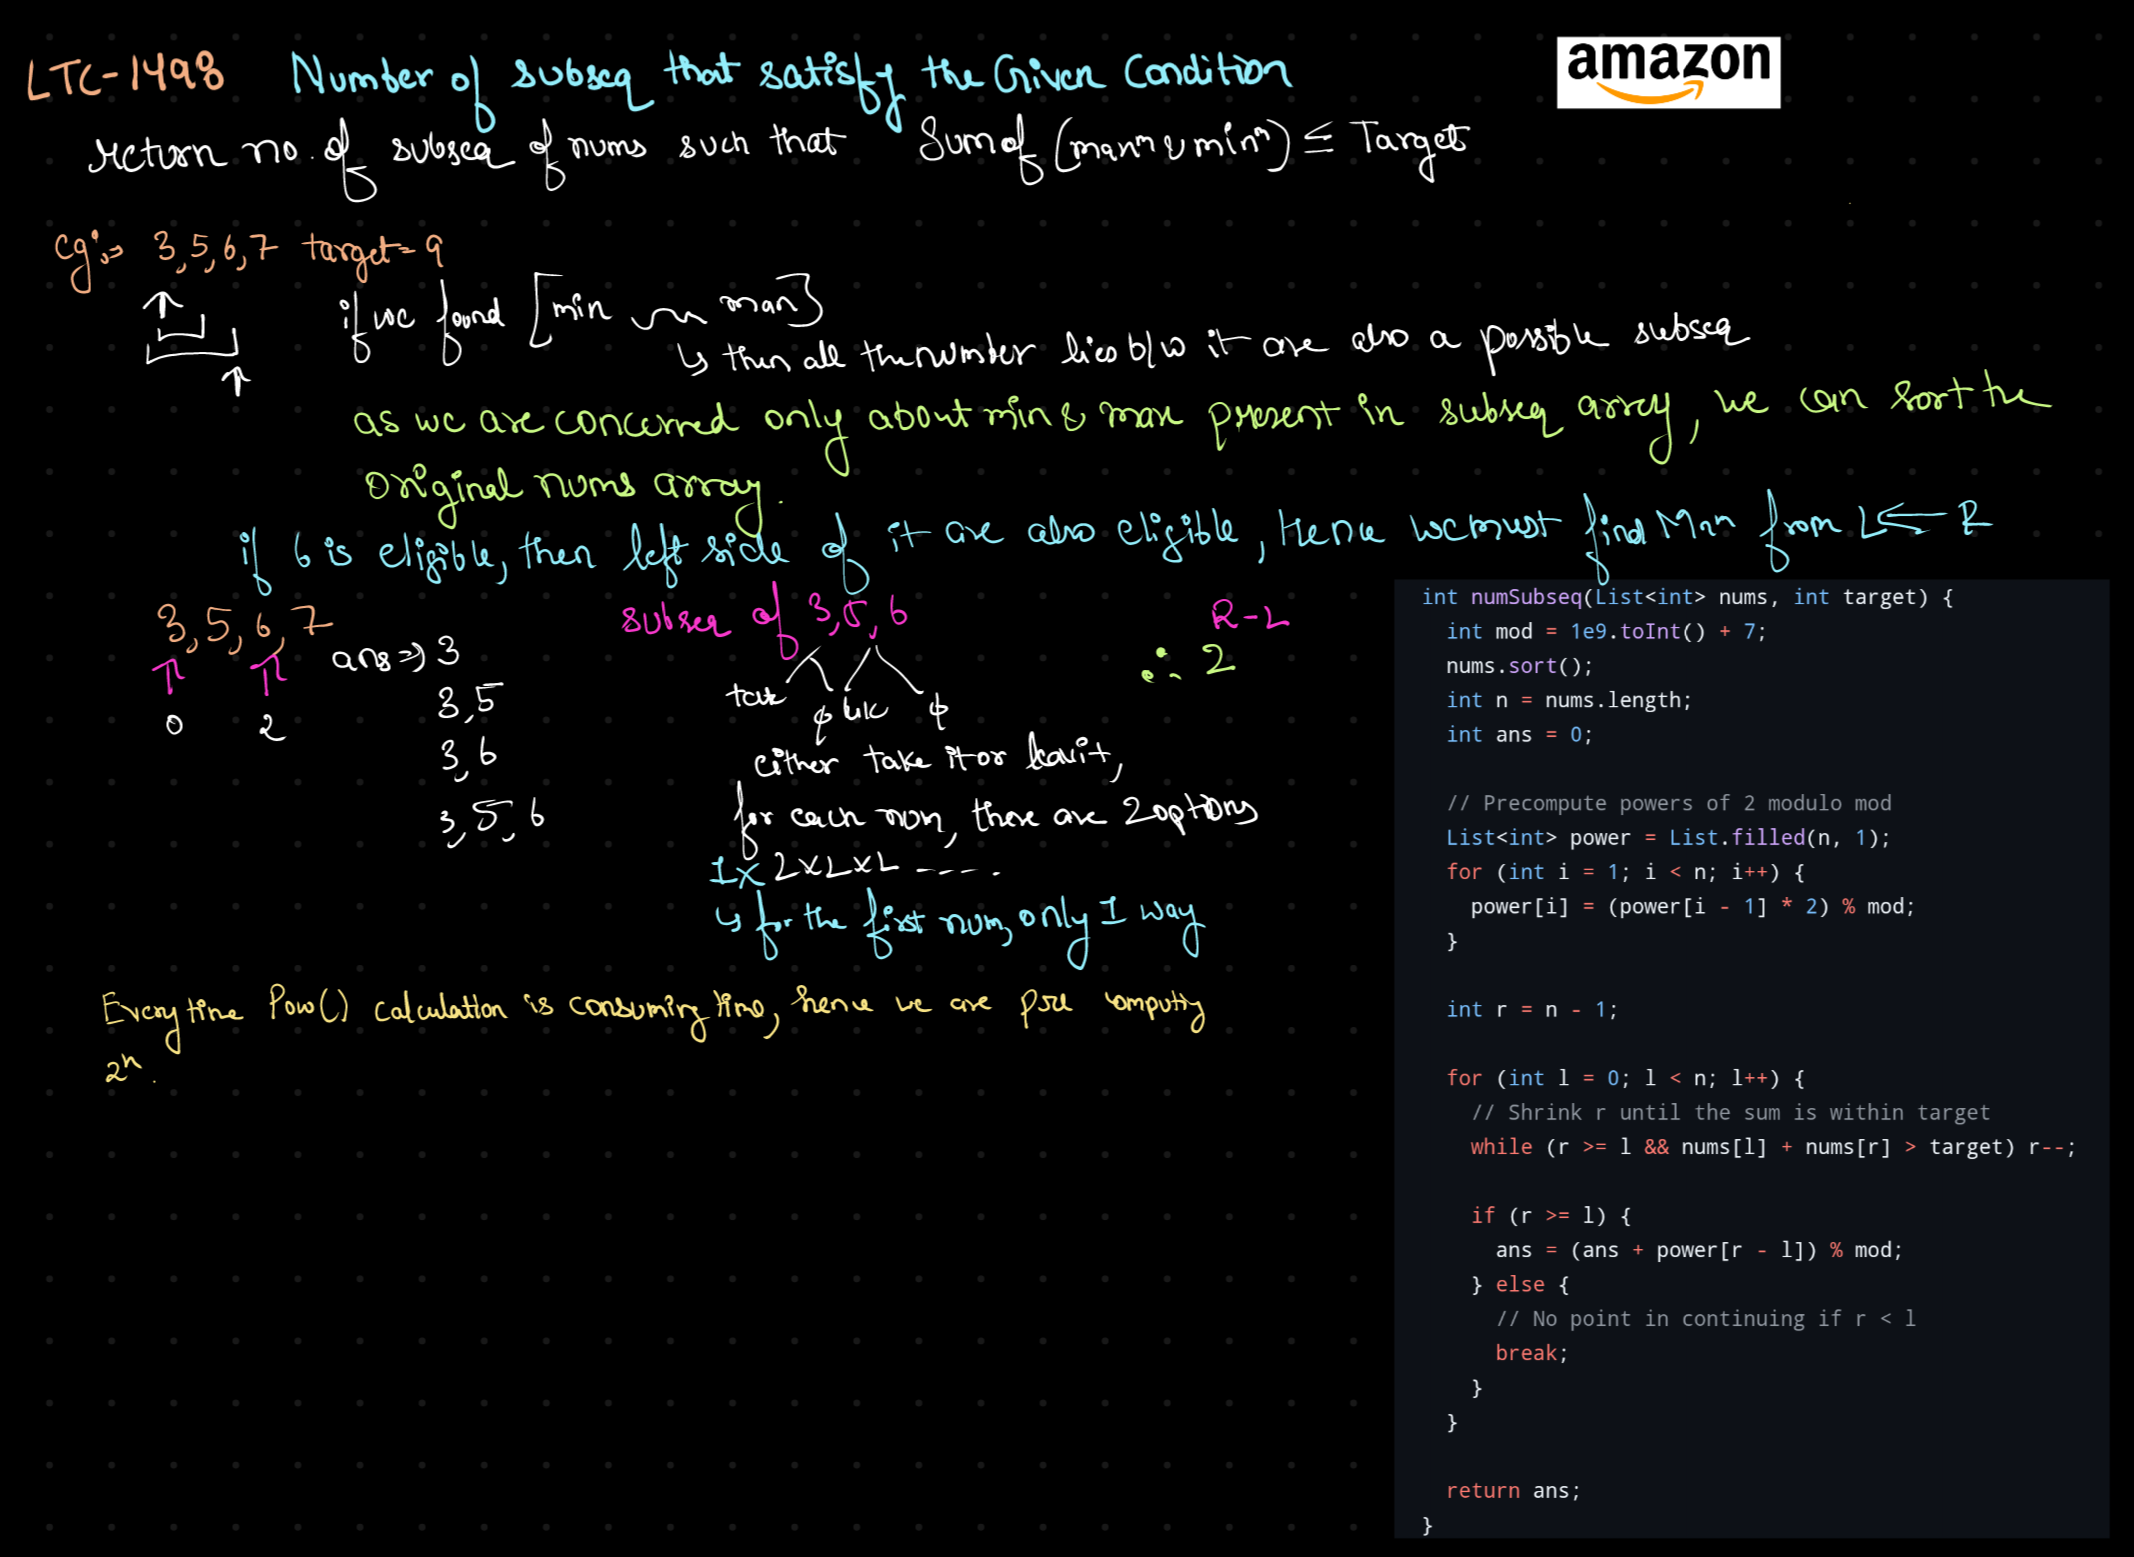 LTC-1498 Number of subseq that satisfy the Given Condition
amazon
return no. of subseq of nums such that Sum of (maxm & minm) ≤ Target
eg:→ 3,5,6,7 target=9
if we found [min max]
↳ then all the number lies b/w it are also a possible subseq
as we are concerned only about min & max present in subseq array, we can sort the
original nums array.
if 6 is eligible, then left side of it are also eligible, Hence we must find Max from L ⇐ R
3,5,6,7
0 2
ans ⇒ 3
3,5
3,6
3,5,6
subseq of 3,5,6
take ϕ take ϕ
either take it or leavit,
for each num, there are 2 options
1 x 2x2x2 ----.
↳ for the first num, only 1 way
R-L
∴ 2
Every time Pow() calculation is consuming time, hence we are pre computing
2ⁿ.
int numSubseq(List<int> nums, int target) {
int mod = 1e9.toInt() + 7;
nums.sort();
int n = nums.length;
int ans = 0;
// Precompute powers of 2 modulo mod
List<int> power = List.filled(n, 1);
for (int i = 1; i < n; i++) {
power[i] = (power[i - 1] * 2) % mod;
}
int r = n - 1;
for (int l = 0; l < n; l++) {
// Shrink r until the sum is within target
while (r >= l && nums[l] + nums[r] > target) r--;
if (r >= l) {
ans = (ans + power[r - l]) % mod;
} else {
// No point in continuing if r < l
break;
}
}
return ans;
}